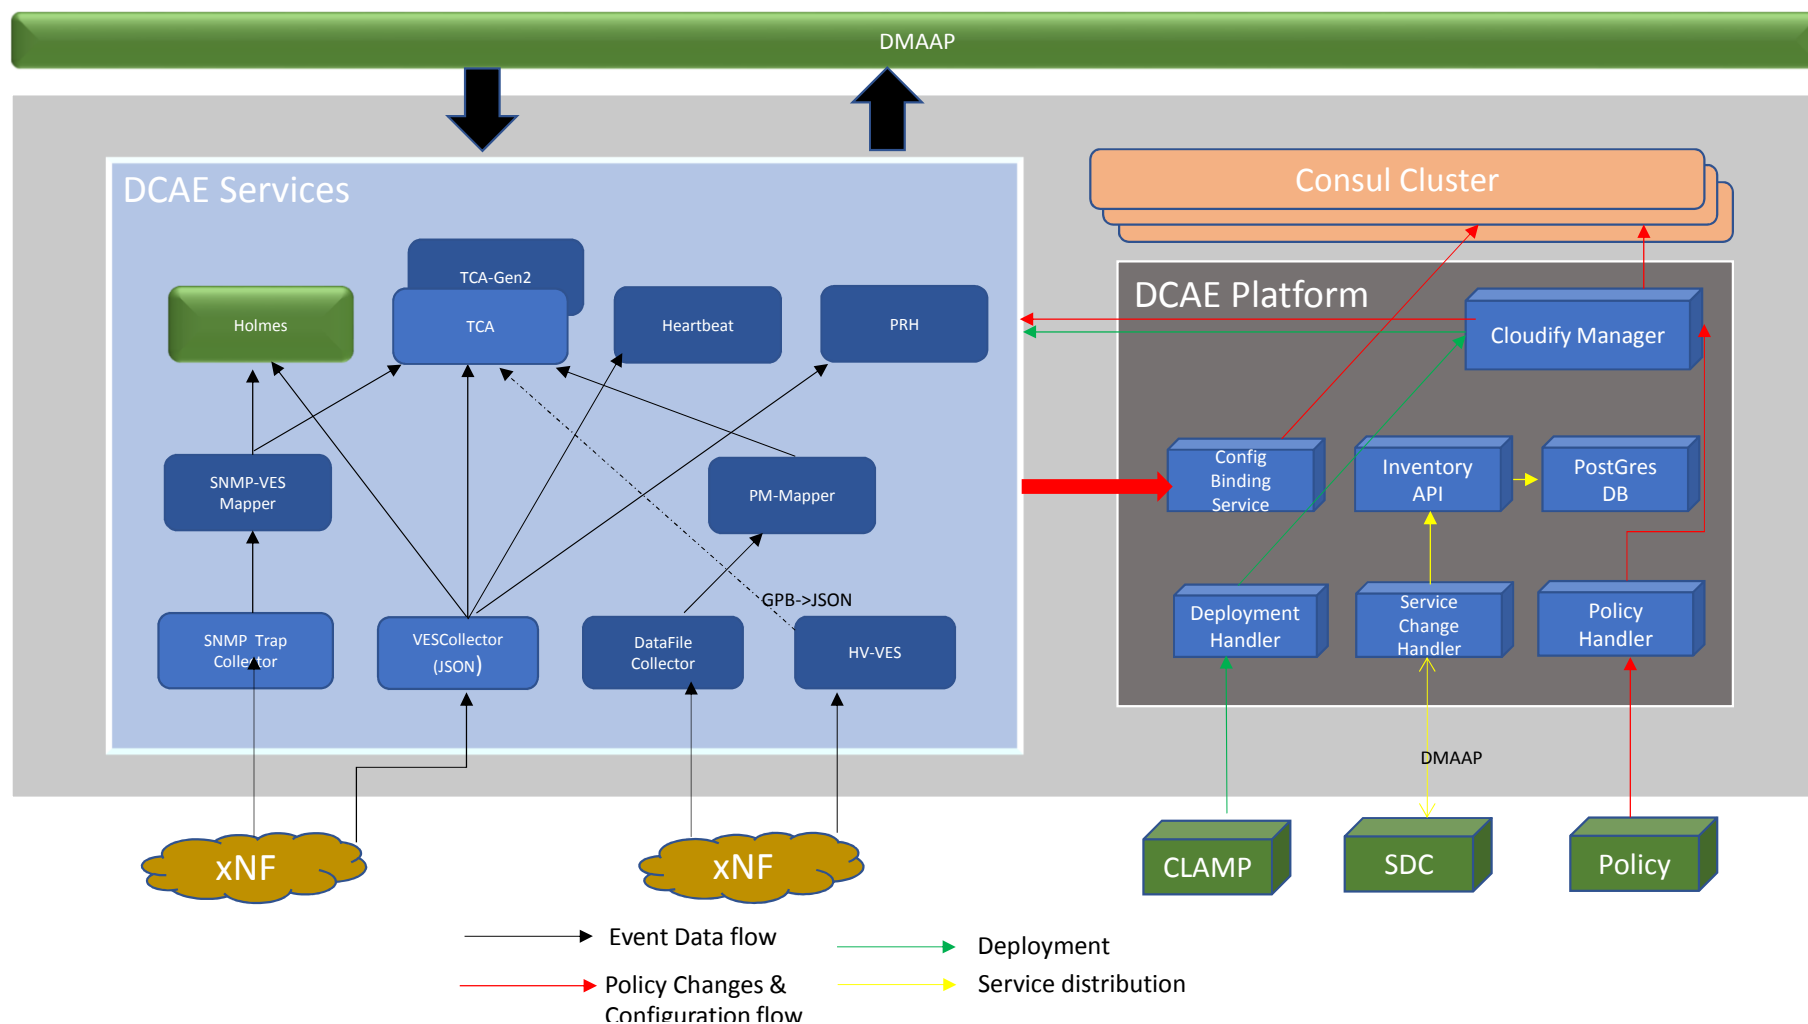 DMAAP
DCAE Services
Consul Cluster
TCA-Gen2
DCAE Platform
Holmes
TCA
Heartbeat
PRH
Cloudify Manager
SNMP-VES
Mapper
PM-Mapper
Config
Binding
Service
Inventory
API
PostGres
DB
GPB->JSON
SNMP Trap
Collector
VESCollector
(JSON)
DataFile
Collector
HV-VES
Deployment
Handler
Service
Change
Handler
Policy
Handler
DMAAP
xNF
xNF
CLAMP
SDC
Policy
Event Data flow
Deployment
Policy Changes &
Configuration flow
Service distribution